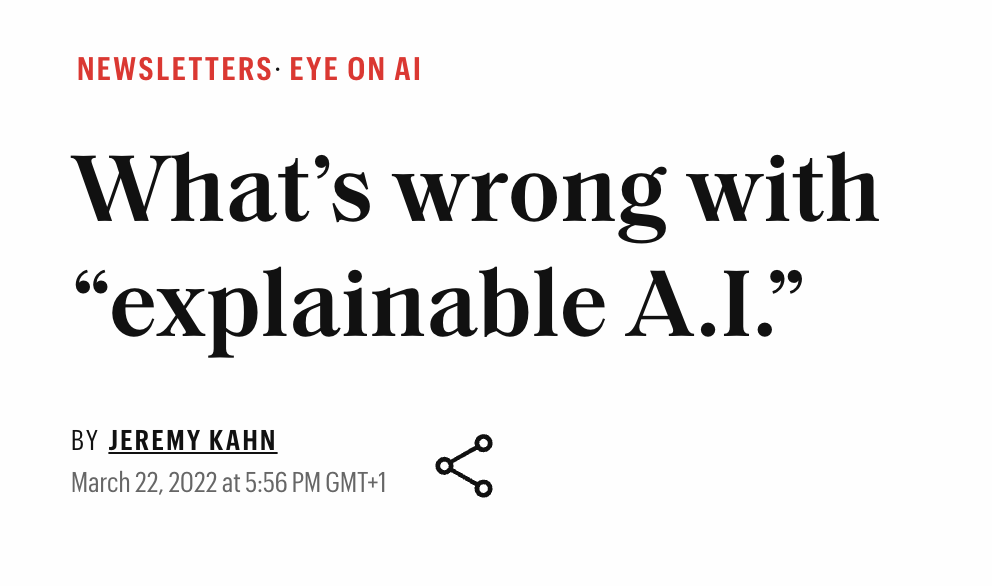 NEWSLETTERS· EYE ON AI
What’s wrong with
“explainable A.I.”
BY JEREMY KAHN
March 22, 2022 at 5:56 PM GMT+1